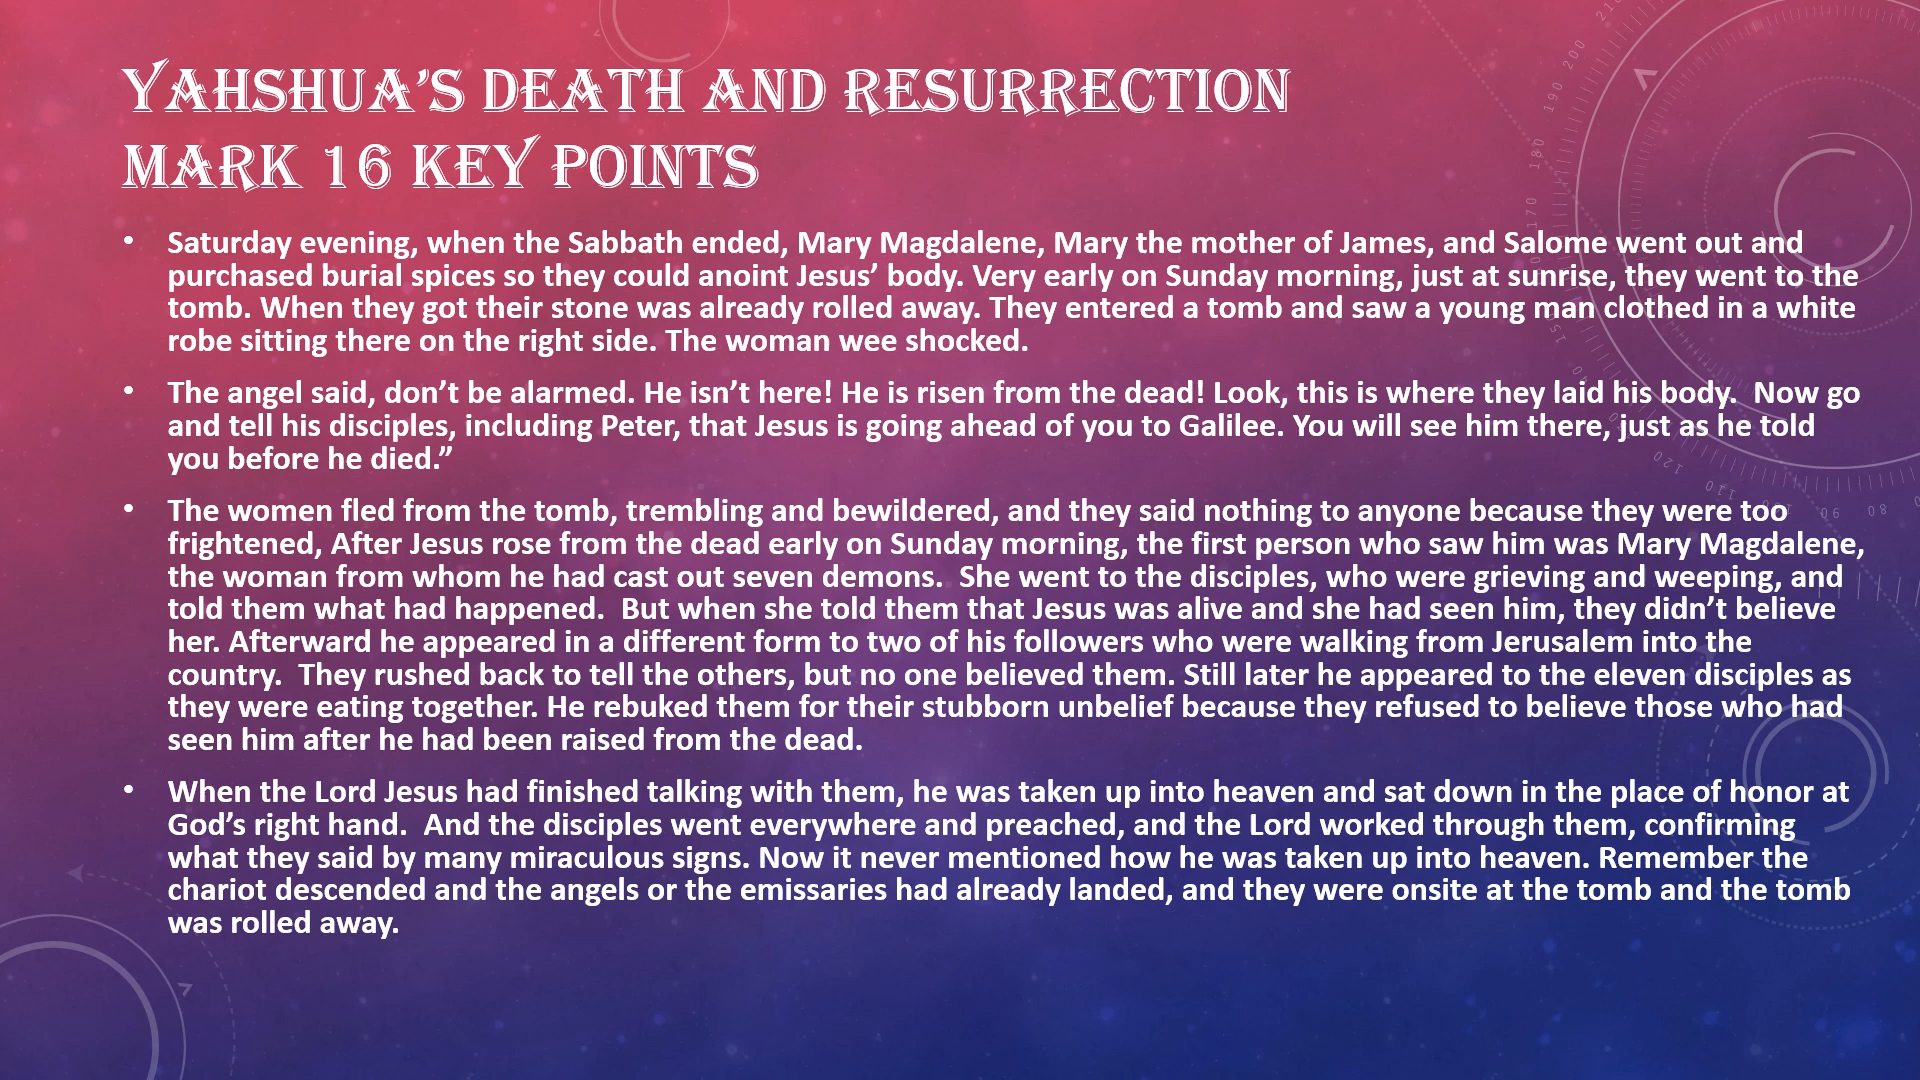 YAHSHUA’S DEATH AND RESURRECTION
MARK 16 KEY POINTS
• Saturday evening, when the Sabbath ended, Mary Magdalene, Mary the mother of James, and Salome went out and
purchased burial spices so they could anoint Jesus’ body. Very early on Sunday morning, just at sunrise, they went to the
tomb. When they got their stone was already rolled away. They entered a tomb and saw a young man clothed in a white
robe sitting there on the right side. The woman wee shocked.
• The angel said, don’t be alarmed. He isn’t here! He is risen from the dead! Look, this is where they laid his body.  Now go
and tell his disciples, including Peter, that Jesus is going ahead of you to Galilee. You will see him there, just as he told
you before he died.”
• The women fled from the tomb, trembling and bewildered, and they said nothing to anyone because they were too
frightened, After Jesus rose from the dead early on Sunday morning, the first person who saw him was Mary Magdalene,
the woman from whom he had cast out seven demons.  She went to the disciples, who were grieving and weeping, and
told them what had happened.  But when she told them that Jesus was alive and she had seen him, they didn’t believe
her. Afterward he appeared in a different form to two of his followers who were walking from Jerusalem into the
country.  They rushed back to tell the others, but no one believed them. Still later he appeared to the eleven disciples as
they were eating together. He rebuked them for their stubborn unbelief because they refused to believe those who had
seen him after he had been raised from the dead.
• When the Lord Jesus had finished talking with them, he was taken up into heaven and sat down in the place of honor at
God’s right hand.  And the disciples went everywhere and preached, and the Lord worked through them, confirming
what they said by many miraculous signs. Now it never mentioned how he was taken up into heaven. Remember the
chariot descended and the angels or the emissaries had already landed, and they were onsite at the tomb and the tomb
was rolled away.
200
190
180
170
120
110
90
80